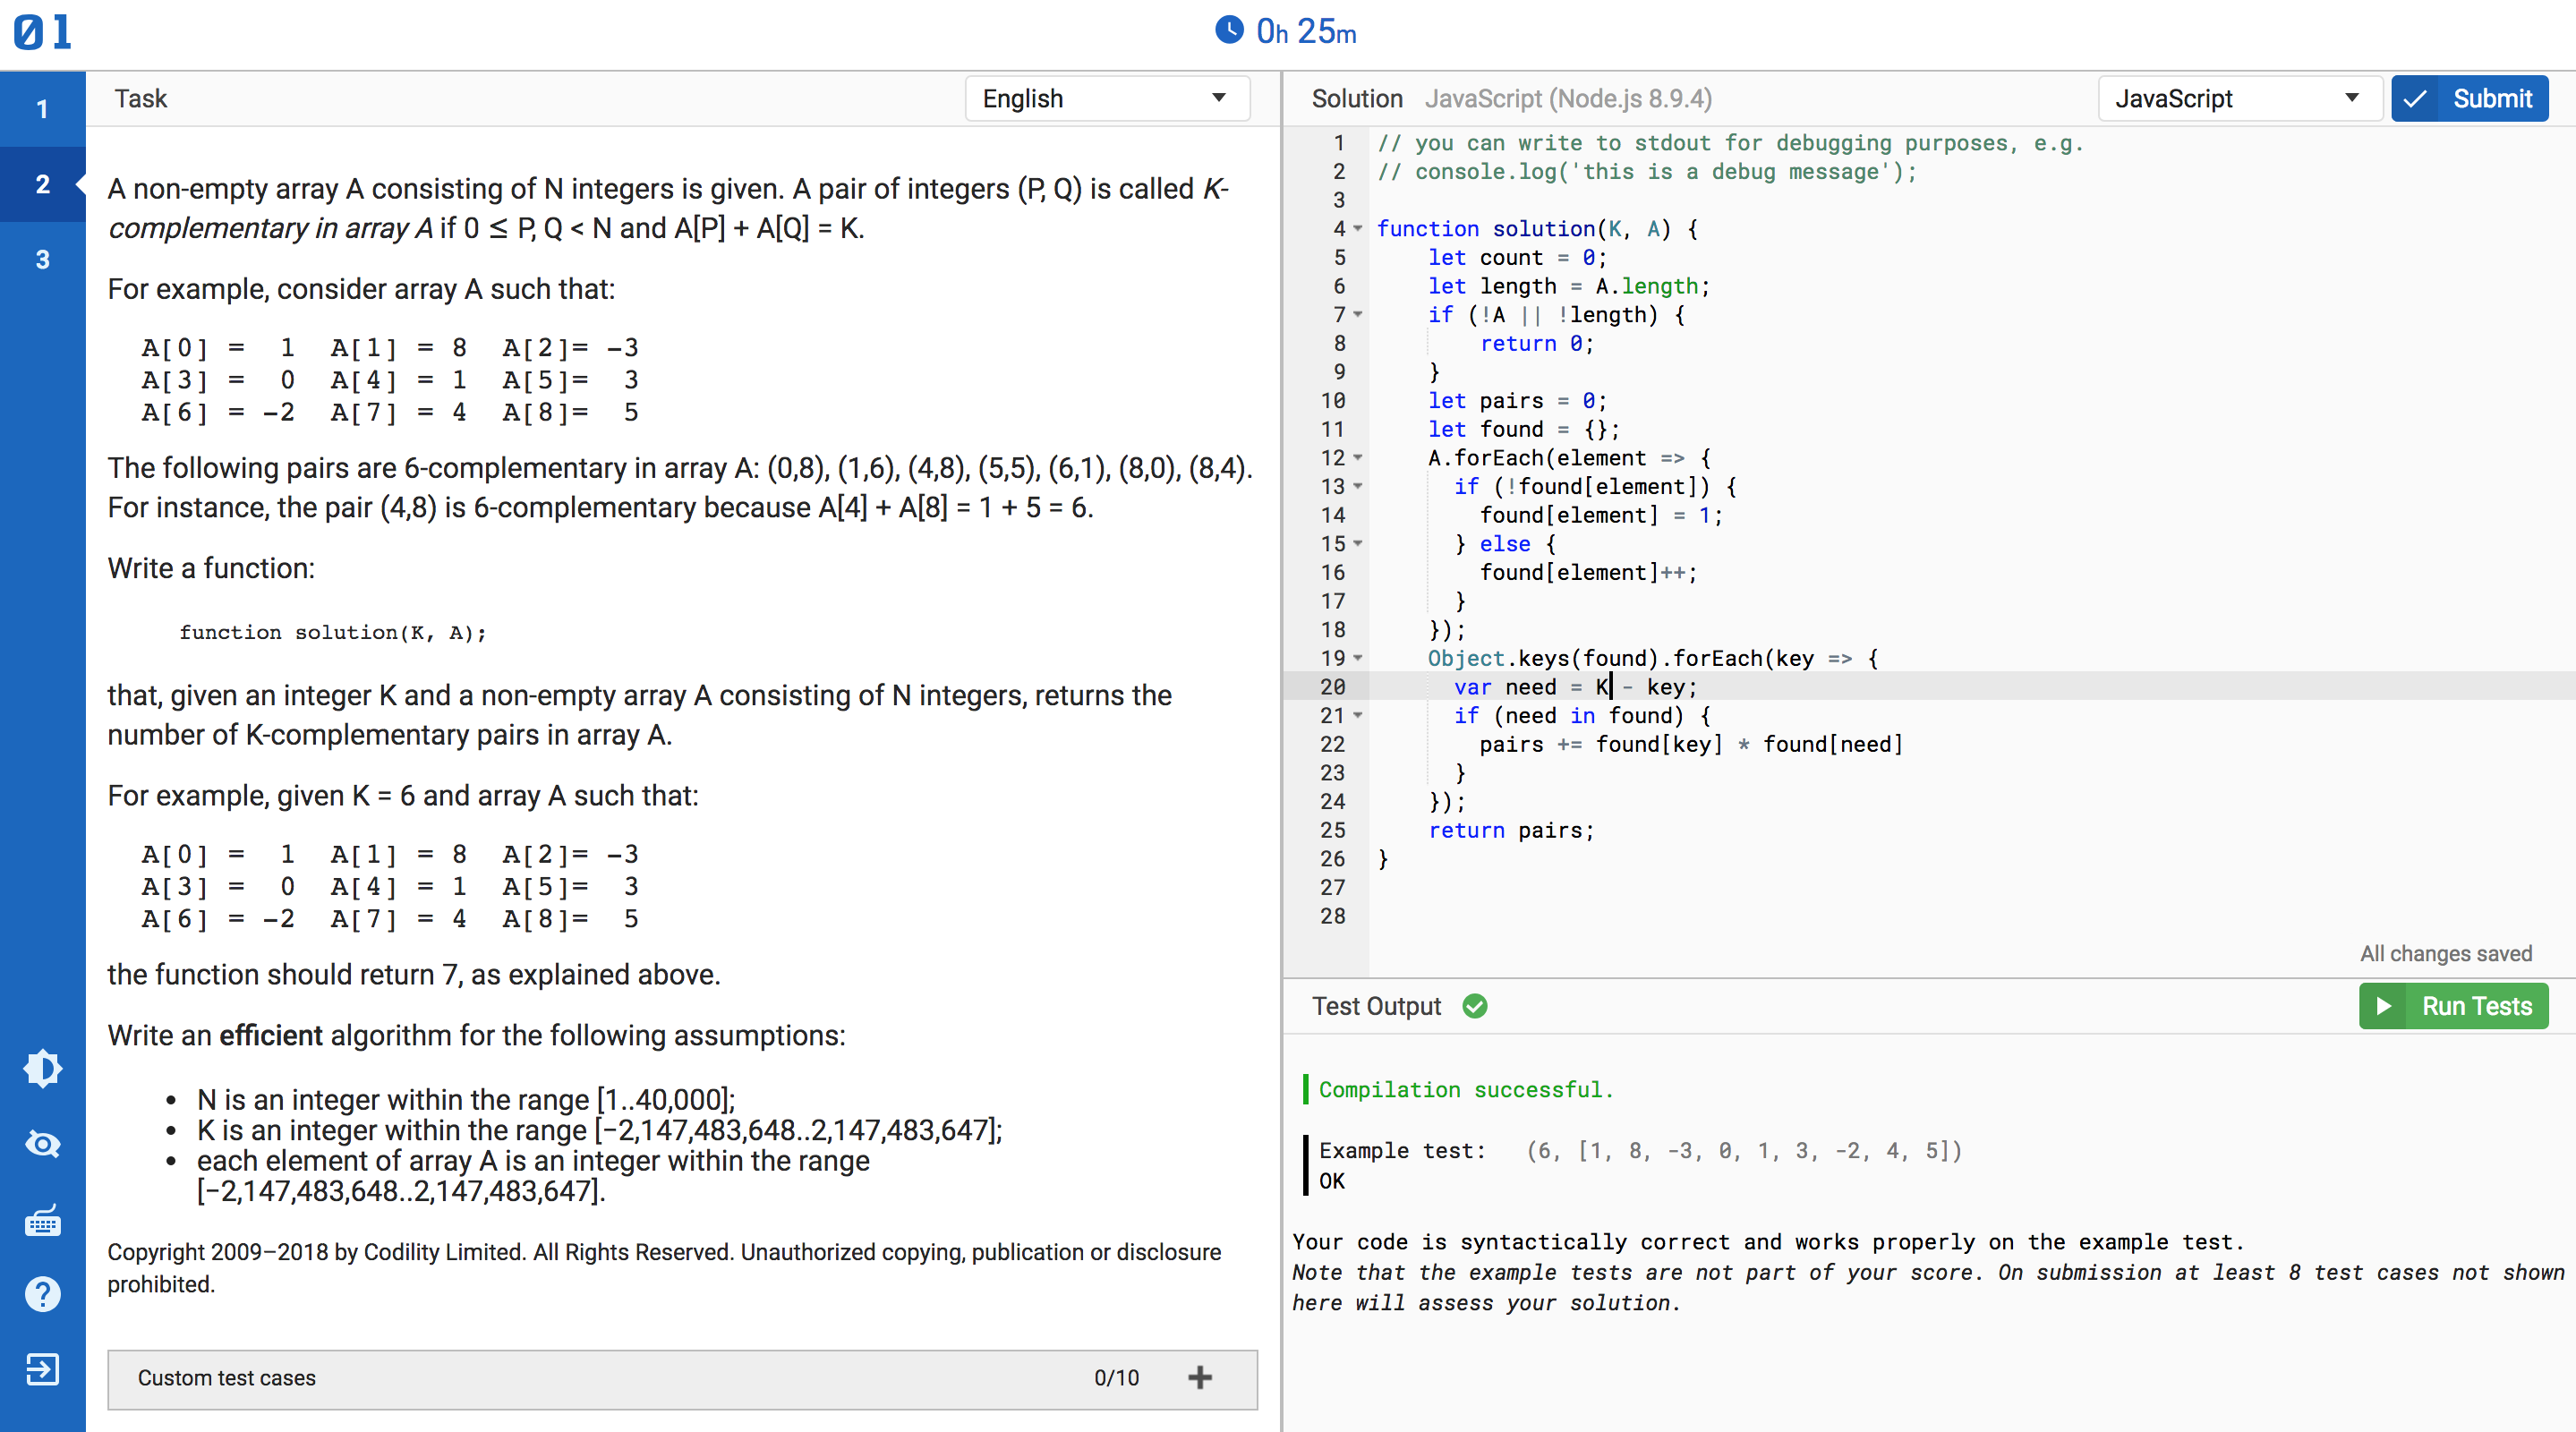 01
0h 25m
1
2
3
Task
English
A non-empty array A consisting of N integers is given. A pair of integers (P, Q) is called K-
complementary in array A if 0 ≤ P, Q < N and A[P] + A[Q] = K.
For example, consider array A such that:
A[0] =  1  A[1] = 8  A[2]= -3
A[3] =  0  A[4] = 1  A[5]=  3
A[6] = -2  A[7] = 4  A[8]=  5
The following pairs are 6-complementary in array A: (0,8), (1,6), (4,8), (5,5), (6,1), (8,0), (8,4).
For instance, the pair (4,8) is 6-complementary because A[4] + A[8] = 1 + 5 = 6.
Write a function:
function solution(K, A);
that, given an integer K and a non-empty array A consisting of N integers, returns the
number of K-complementary pairs in array A.
For example, given K = 6 and array A such that:
A[0] =  1  A[1] = 8  A[2]= -3
A[3] =  0  A[4] = 1  A[5]=  3
A[6] = -2  A[7] = 4  A[8]=  5
the function should return 7, as explained above.
Write an efficient algorithm for the following assumptions:
• N is an integer within the range [1..40,000];
• K is an integer within the range [−2,147,483,648..2,147,483,647];
• each element of array A is an integer within the range
[−2,147,483,648..2,147,483,647].
Copyright 2009–2018 by Codility Limited. All Rights Reserved. Unauthorized copying, publication or disclosure
prohibited.
Custom test cases 0/10 +
Solution JavaScript (Node.js 8.9.4)
JavaScript
Submit
1 // you can write to stdout for debugging purposes, e.g.
2 // console.log('this is a debug message');
3
4 function solution(K, A) {
5     let count = 0;
6     let length = A.length;
7     if (!A || !length) {
8         return 0;
9     }
10     let pairs = 0;
11     let found = {};
12     A.forEach(element => {
13       if (!found[element]) {
14         found[element] = 1;
15       } else {
16         found[element]++;
17       }
18     });
19     Object.keys(found).forEach(key => {
20       var need = K - key;
21       if (need in found) {
22         pairs += found[key] * found[need]
23       }
24     });
25     return pairs;
26 }
27
28
All changes saved
Test Output
Run Tests
Compilation successful.
Example test:   (6, [1, 8, -3, 0, 1, 3, -2, 4, 5])
OK
Your code is syntactically correct and works properly on the example test.
Note that the example tests are not part of your score. On submission at least 8 test cases not shown
here will assess your solution.